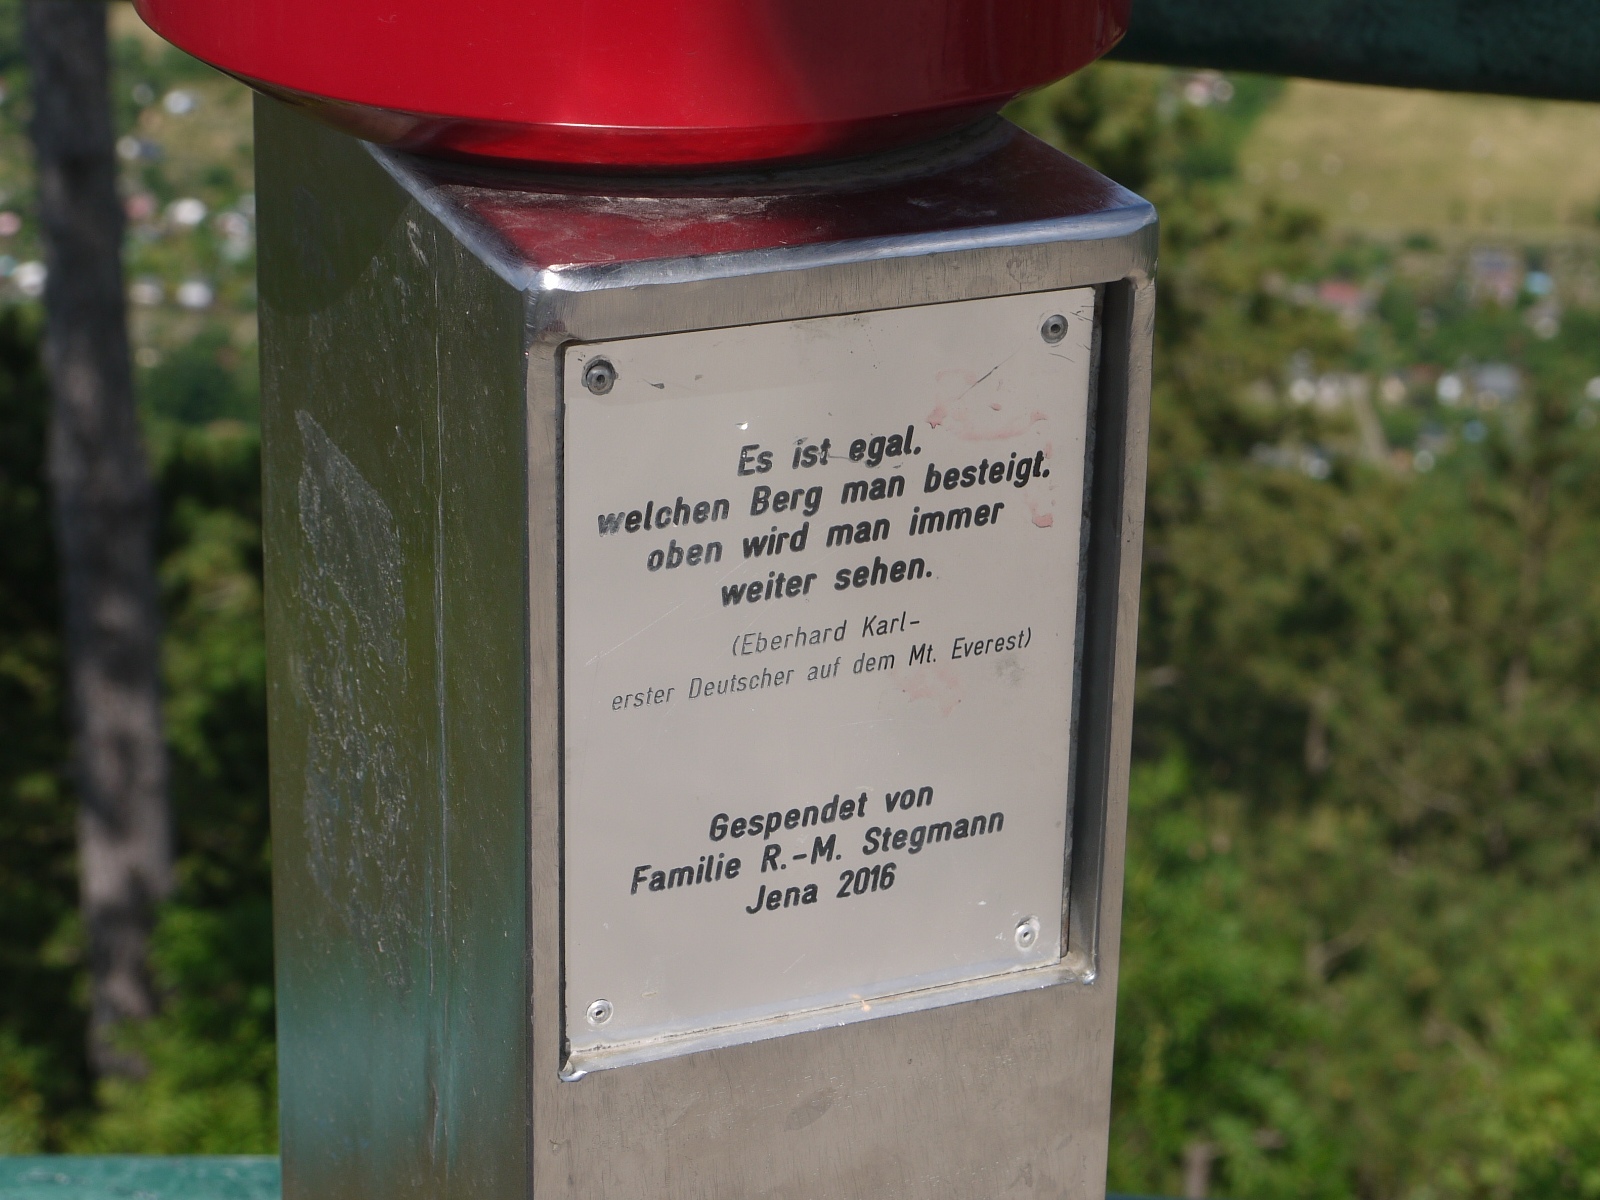 Es ist egal.
welchen Berg man besteigt.
oben wird man immer
weiter sehen.
(Eberhard Karl-
erster Deutscher auf dem Mt. Everest)
Gespendet von
Familie R.-M. Stegmann
Jena 2016